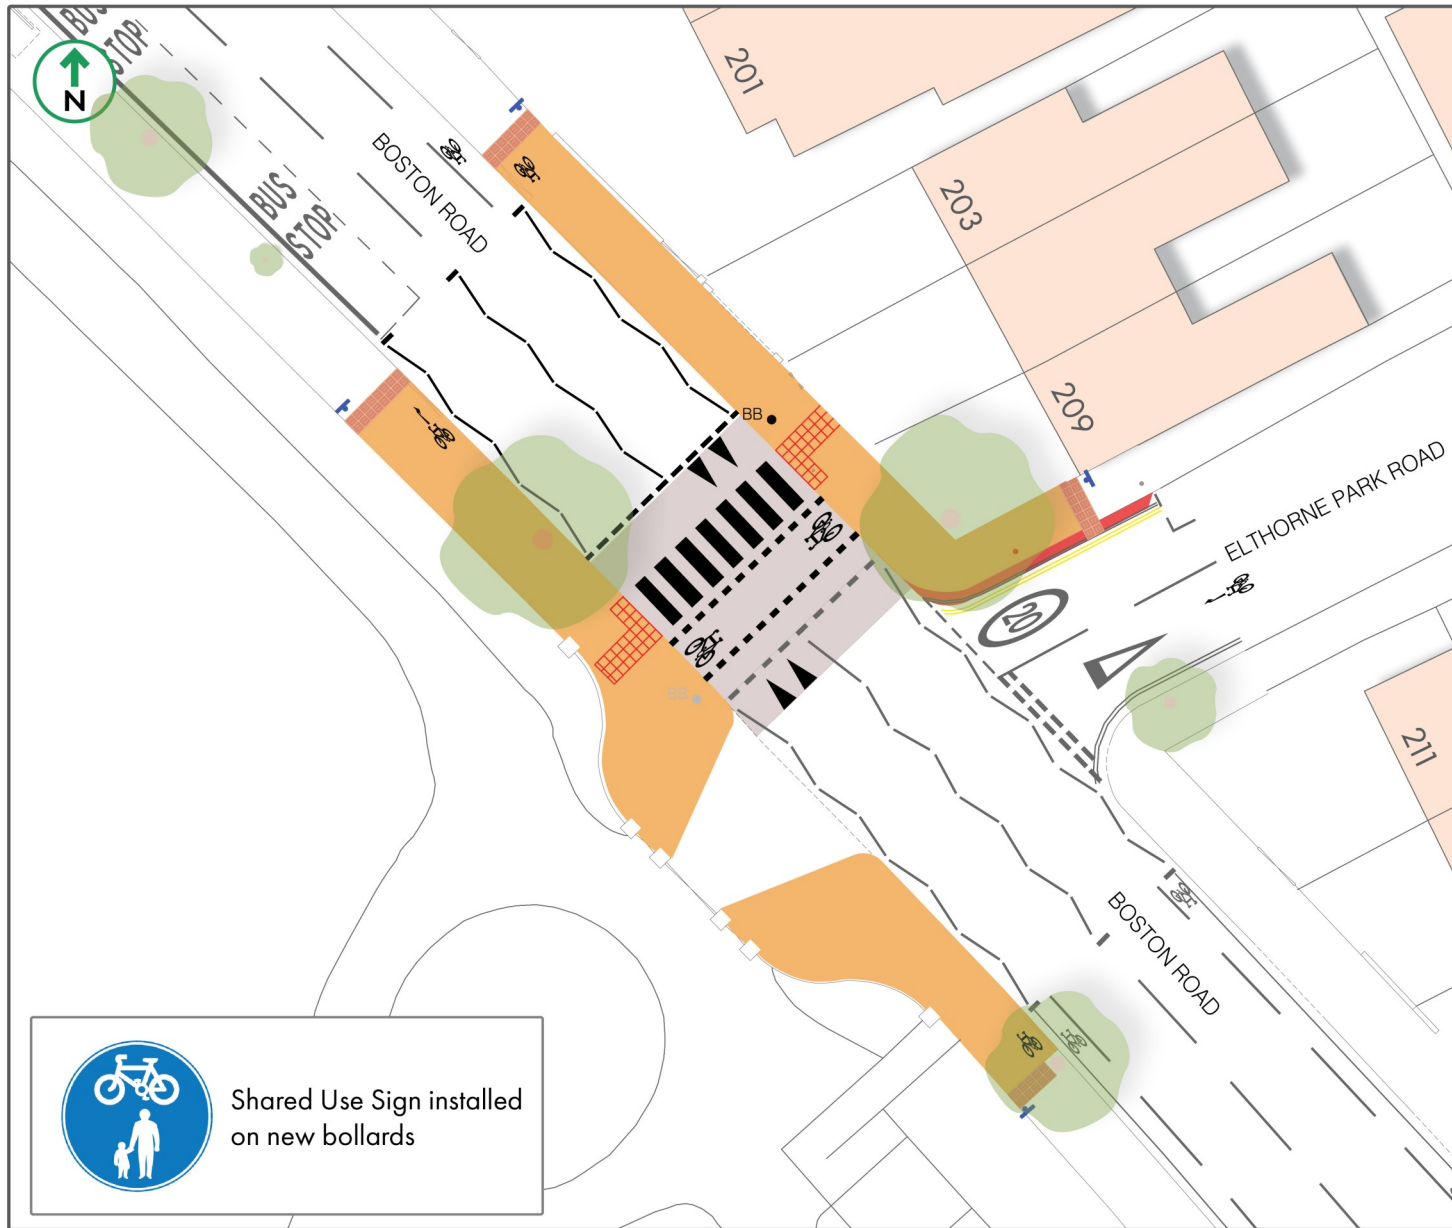 BUS
STOP
N
BUS
STOP
BOSTON ROAD
201
203
209
BB
ELTHORNE PARK ROAD
20
BB
211
BOSTON ROAD
Shared Use Sign installed
on new bollards